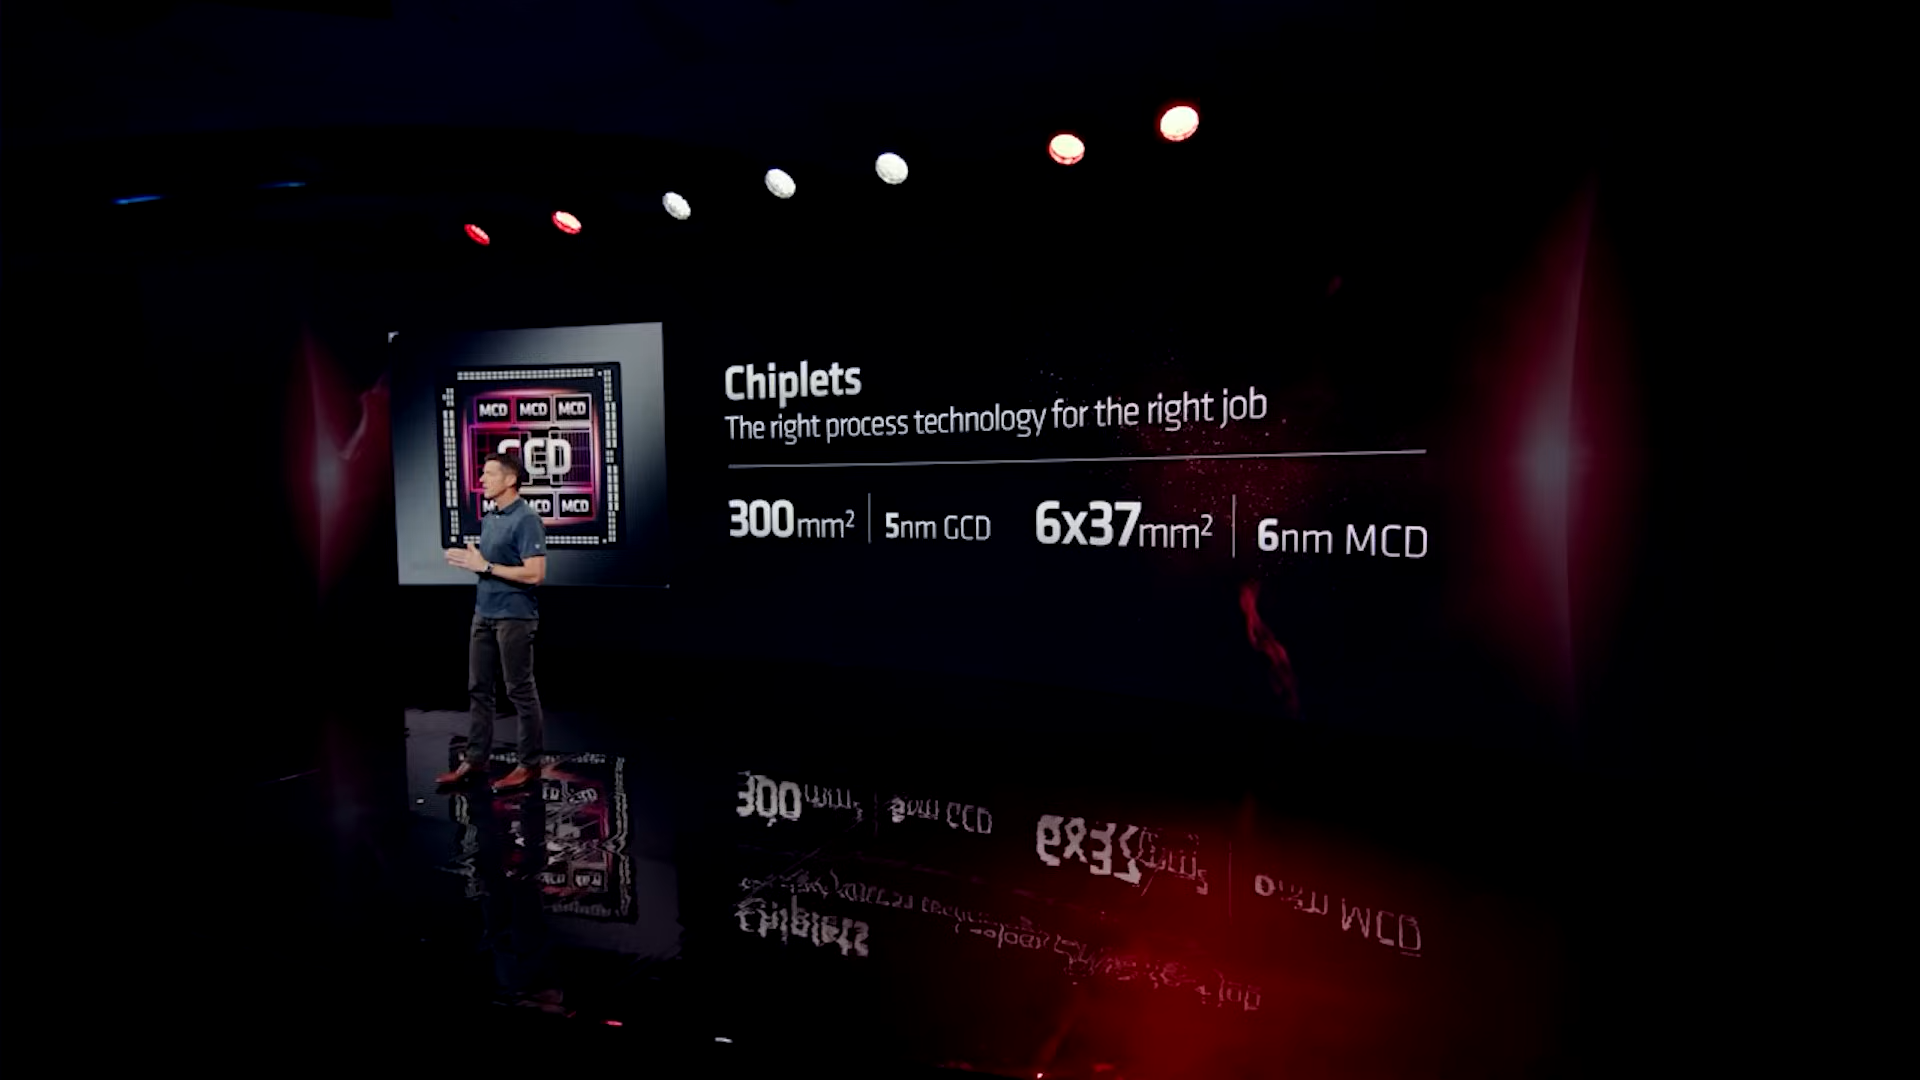 MCD MCD MCD
GCD
MCD MCD
Chiplets
The right process technology for the right job
300mm² | 5nm GCD 6x37mm² | 6nm MCD